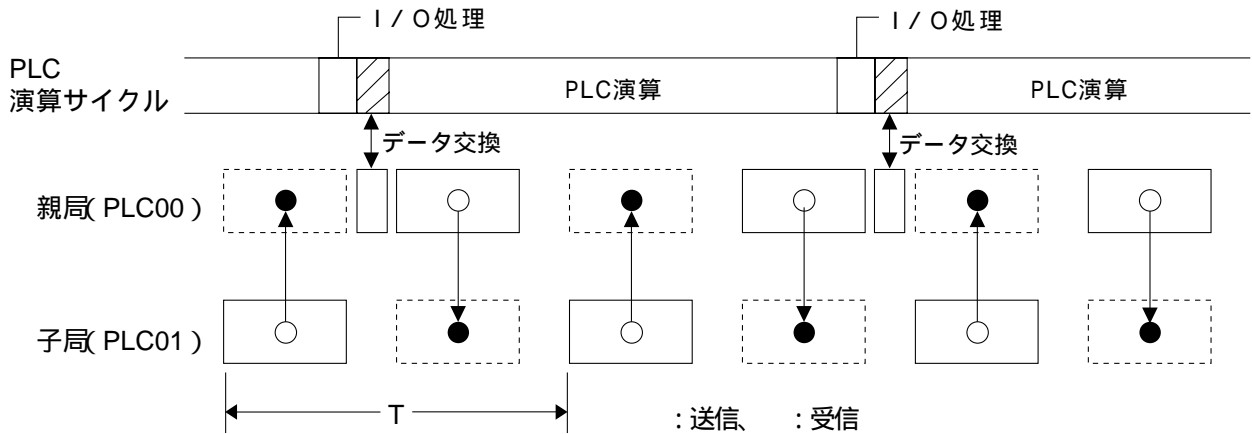 I/O処理 I/O処理
PLC
演算サイクル
PLC演算 PLC演算
データ交換 データ交換
親局(PLC00)
子局(PLC01)
T
:送信、 :受信